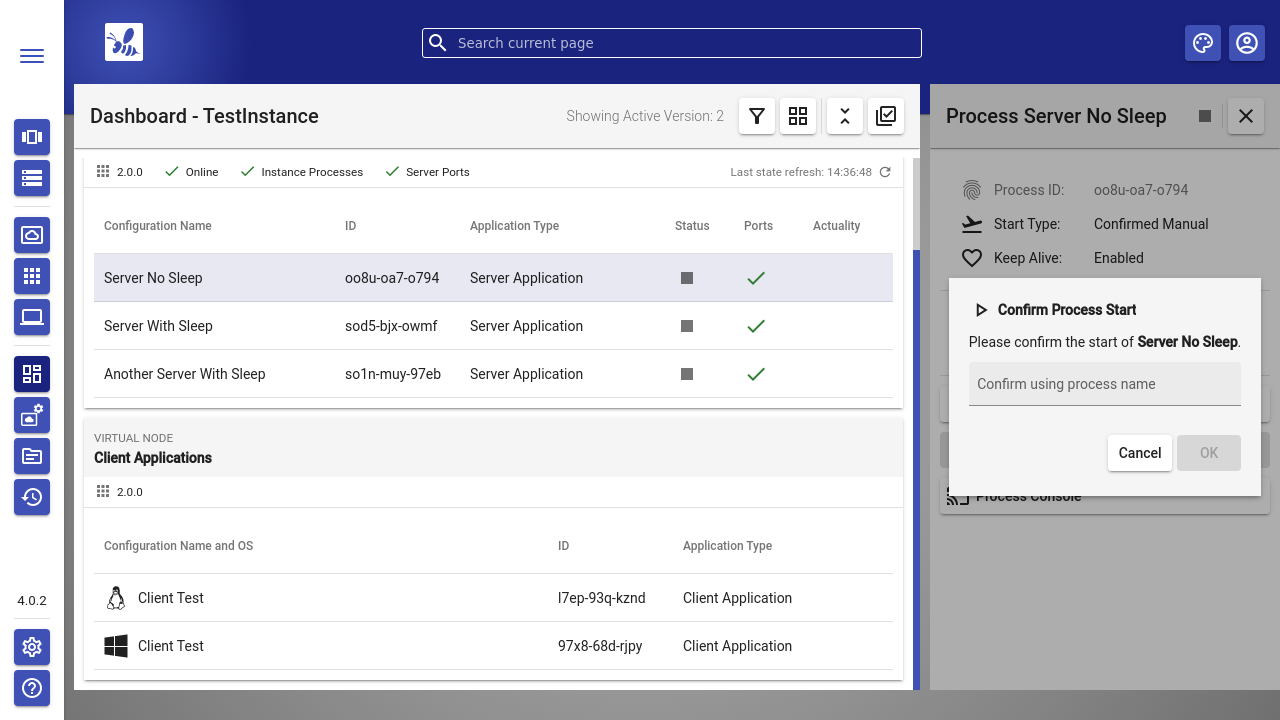 Search current page
Dashboard - TestInstance
Showing Active Version: 2
2.0.0
Online
Instance Processes
Server Ports
Last state refresh: 14:36:48
Configuration Name ID Application Type Status Ports Actuality
Server No Sleep oo8u-oa7-o794 Server Application
Server With Sleep sod5-bjx-owmf Server Application
Another Server With Sleep so1n-muy-97eb Server Application
VIRTUAL NODE
Client Applications
2.0.0
Configuration Name and OS ID Application Type
Client Test l7ep-93q-kznd Client Application
Client Test 97x8-68d-rjpy Client Application
Process Server No Sleep
Process ID: oo8u-oa7-o794
Start Type: Confirmed Manual
Keep Alive: Enabled
Confirm Process Start
Please confirm the start of Server No Sleep.
Confirm using process name
Cancel OK
Process Console
4.0.2